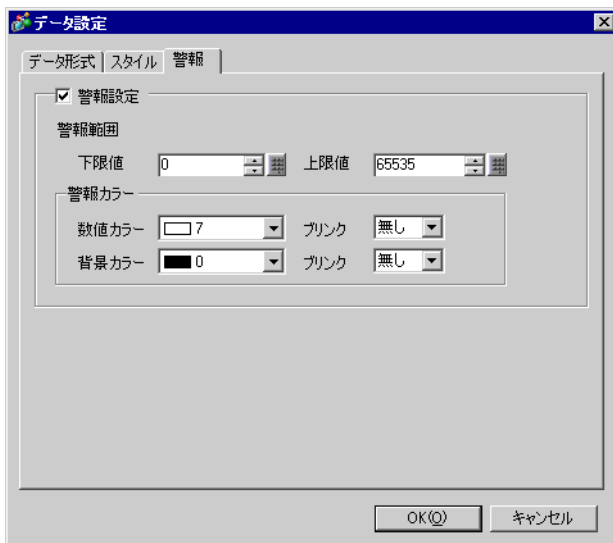 データ設定
データ形式 スタイル 警報
警報設定
警報範囲
下限値 0 上限値 65535
警報カラー
数値カラー 7 ブリンク 無し
背景カラー 0 ブリンク 無し
OK(O) キャンセル